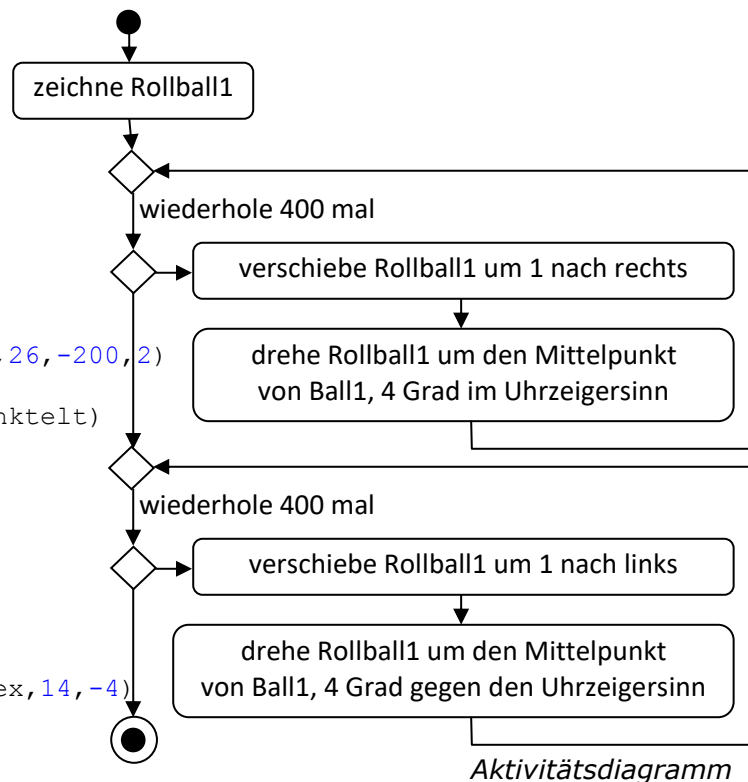 zeichne Rollball1
wiederhole 400 mal
verschiebe Rollball1 um 1 nach rechts
,26,-200,2)
drehe Rollball1 um den Mittelpunkt
von Ball1, 4 Grad im Uhrzeigersinn
nktelt)
wiederhole 400 mal
verschiebe Rollball1 um 1 nach links
drehe Rollball1 um den Mittelpunkt
von Ball1, 4 Grad gegen den Uhrzeigersinn
ex,14,-4)
Aktivitätsdiagramm